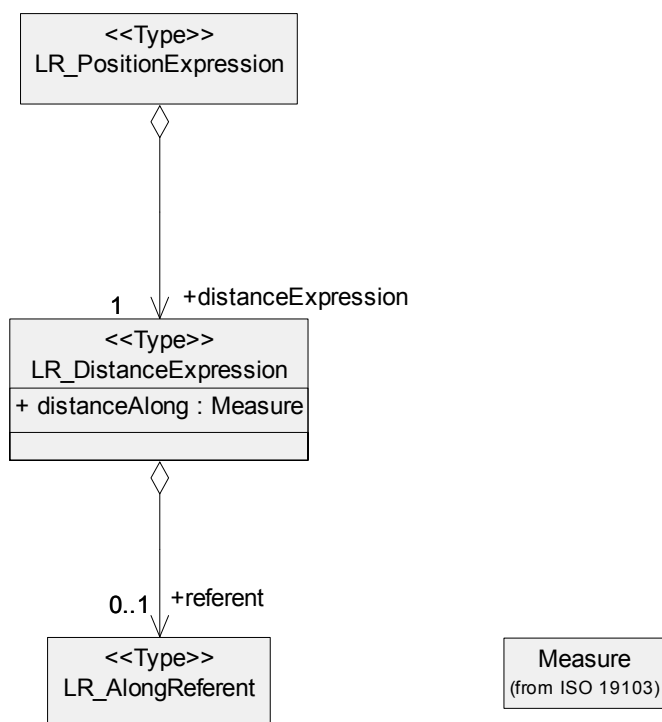 <<Type>>
LR_PositionExpression
1
+distanceExpression
<<Type>>
LR_DistanceExpression
+ distanceAlong : Measure
0..1
+referent
<<Type>>
LR_AlongReferent
Measure
(from ISO 19103)